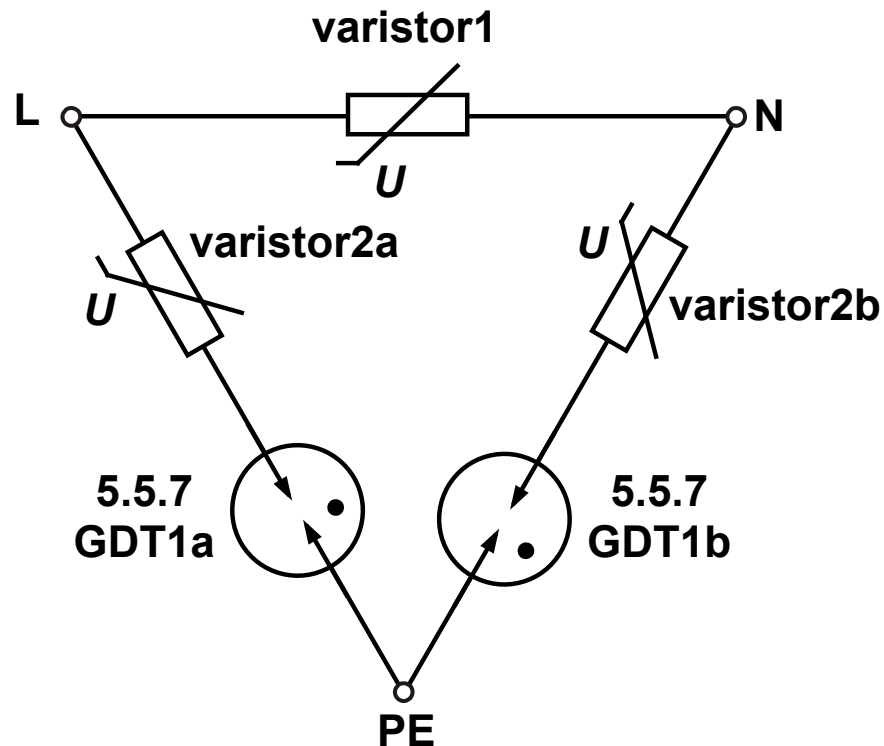 varistor1
L
N
U
varistor2a
U
U
varistor2b
5.5.7
GDT1a
5.5.7
GDT1b
PE